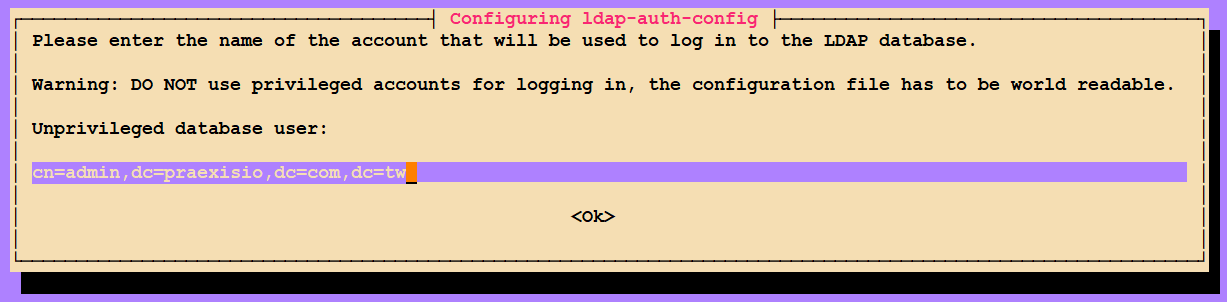 Configuring ldap-auth-config
Please enter the name of the account that will be used to log in to the LDAP database.
Warning: DO NOT use privileged accounts for logging in, the configuration file has to be world readable.
Unprivileged database user:
cn=admin,dc=praexisio,dc=com,dc=tw
<Ok>